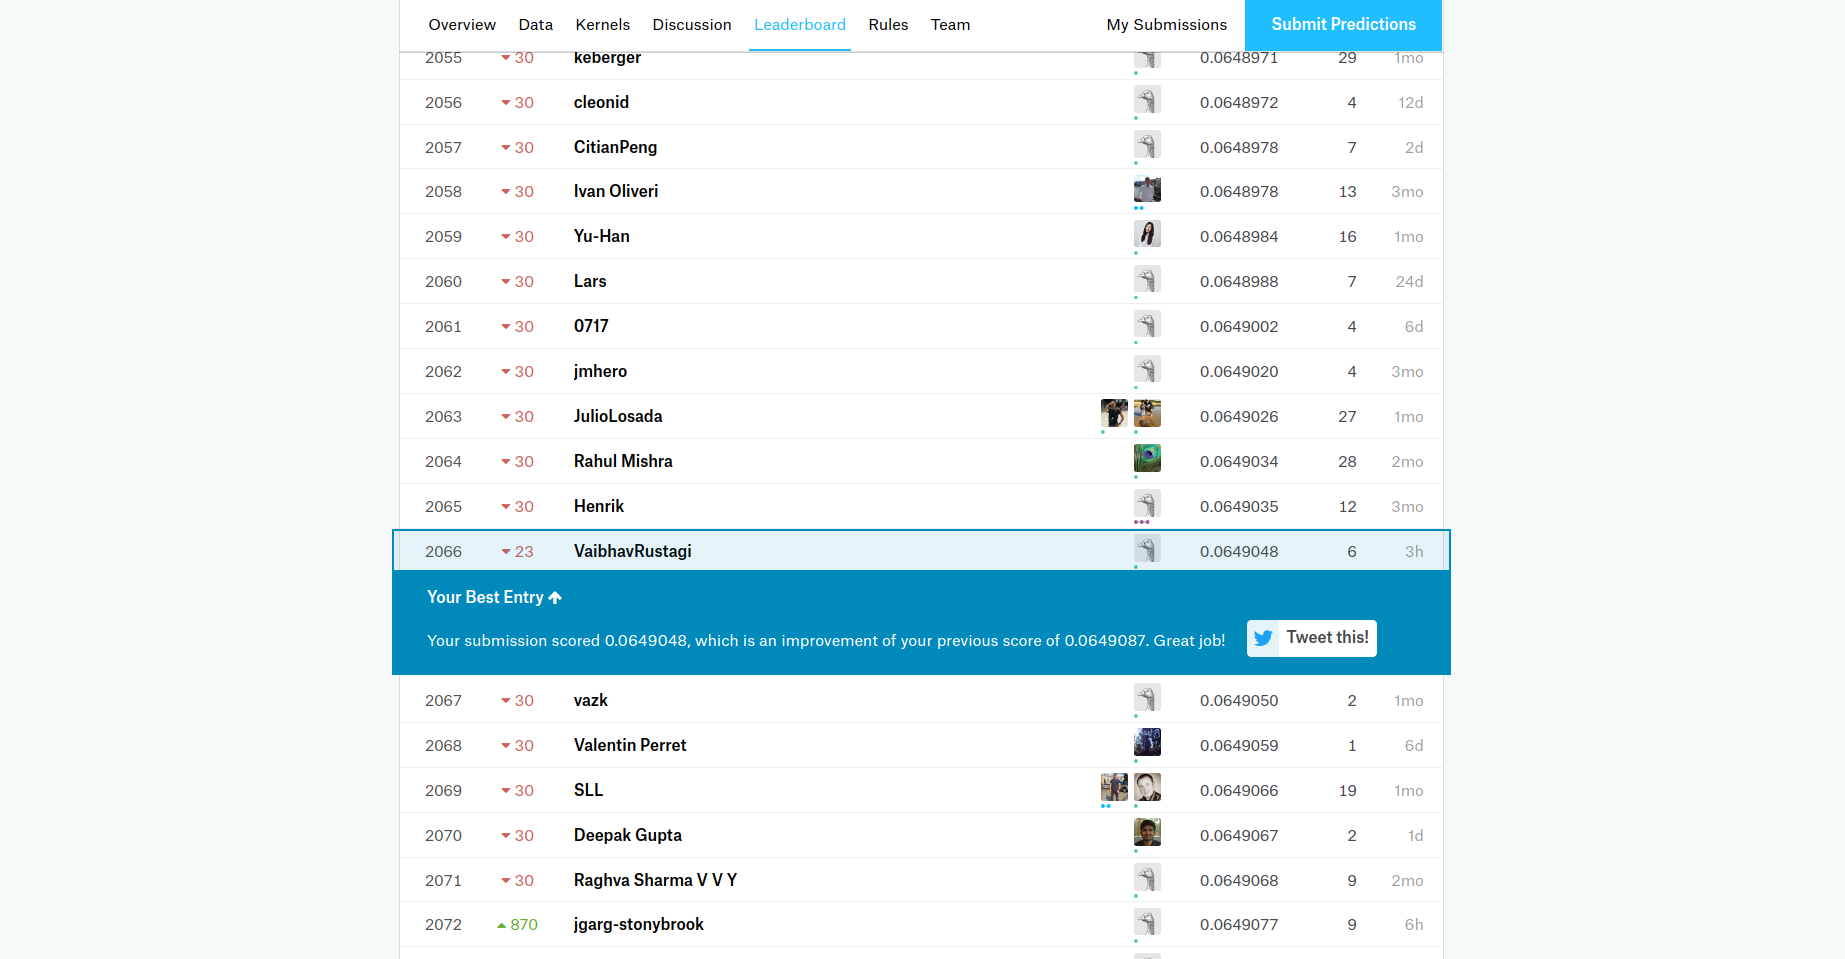 Overview Data Kernels Discussion Leaderboard Rules Team My Submissions Submit Predictions
2055 30 keberger 0.0648971 29 1mo
2056 30 cleonid 0.0648972 4 12d
2057 30 CitianPeng 0.0648978 7 2d
2058 30 Ivan Oliveri 0.0648978 13 3mo
2059 30 Yu-Han 0.0648984 16 1mo
2060 30 Lars 0.0648988 7 24d
2061 30 0717 0.0649002 4 6d
2062 30 jmhero 0.0649020 4 3mo
2063 30 JulioLosada 0.0649026 27 1mo
2064 30 Rahul Mishra 0.0649034 28 2mo
2065 30 Henrik 0.0649035 12 3mo
2066 23 VaibhavRustagi 0.0649048 6 3h
Your Best Entry
Your submission scored 0.0649048, which is an improvement of your previous score of 0.0649087. Great job! Tweet this!
2067 30 vazk 0.0649050 2 1mo
2068 30 Valentin Perret 0.0649059 1 6d
2069 30 SLL 0.0649066 19 1mo
2070 30 Deepak Gupta 0.0649067 2 1d
2071 30 Raghva Sharma V V Y 0.0649068 9 2mo
2072 870 jgarg-stonybrook 0.0649077 9 6h